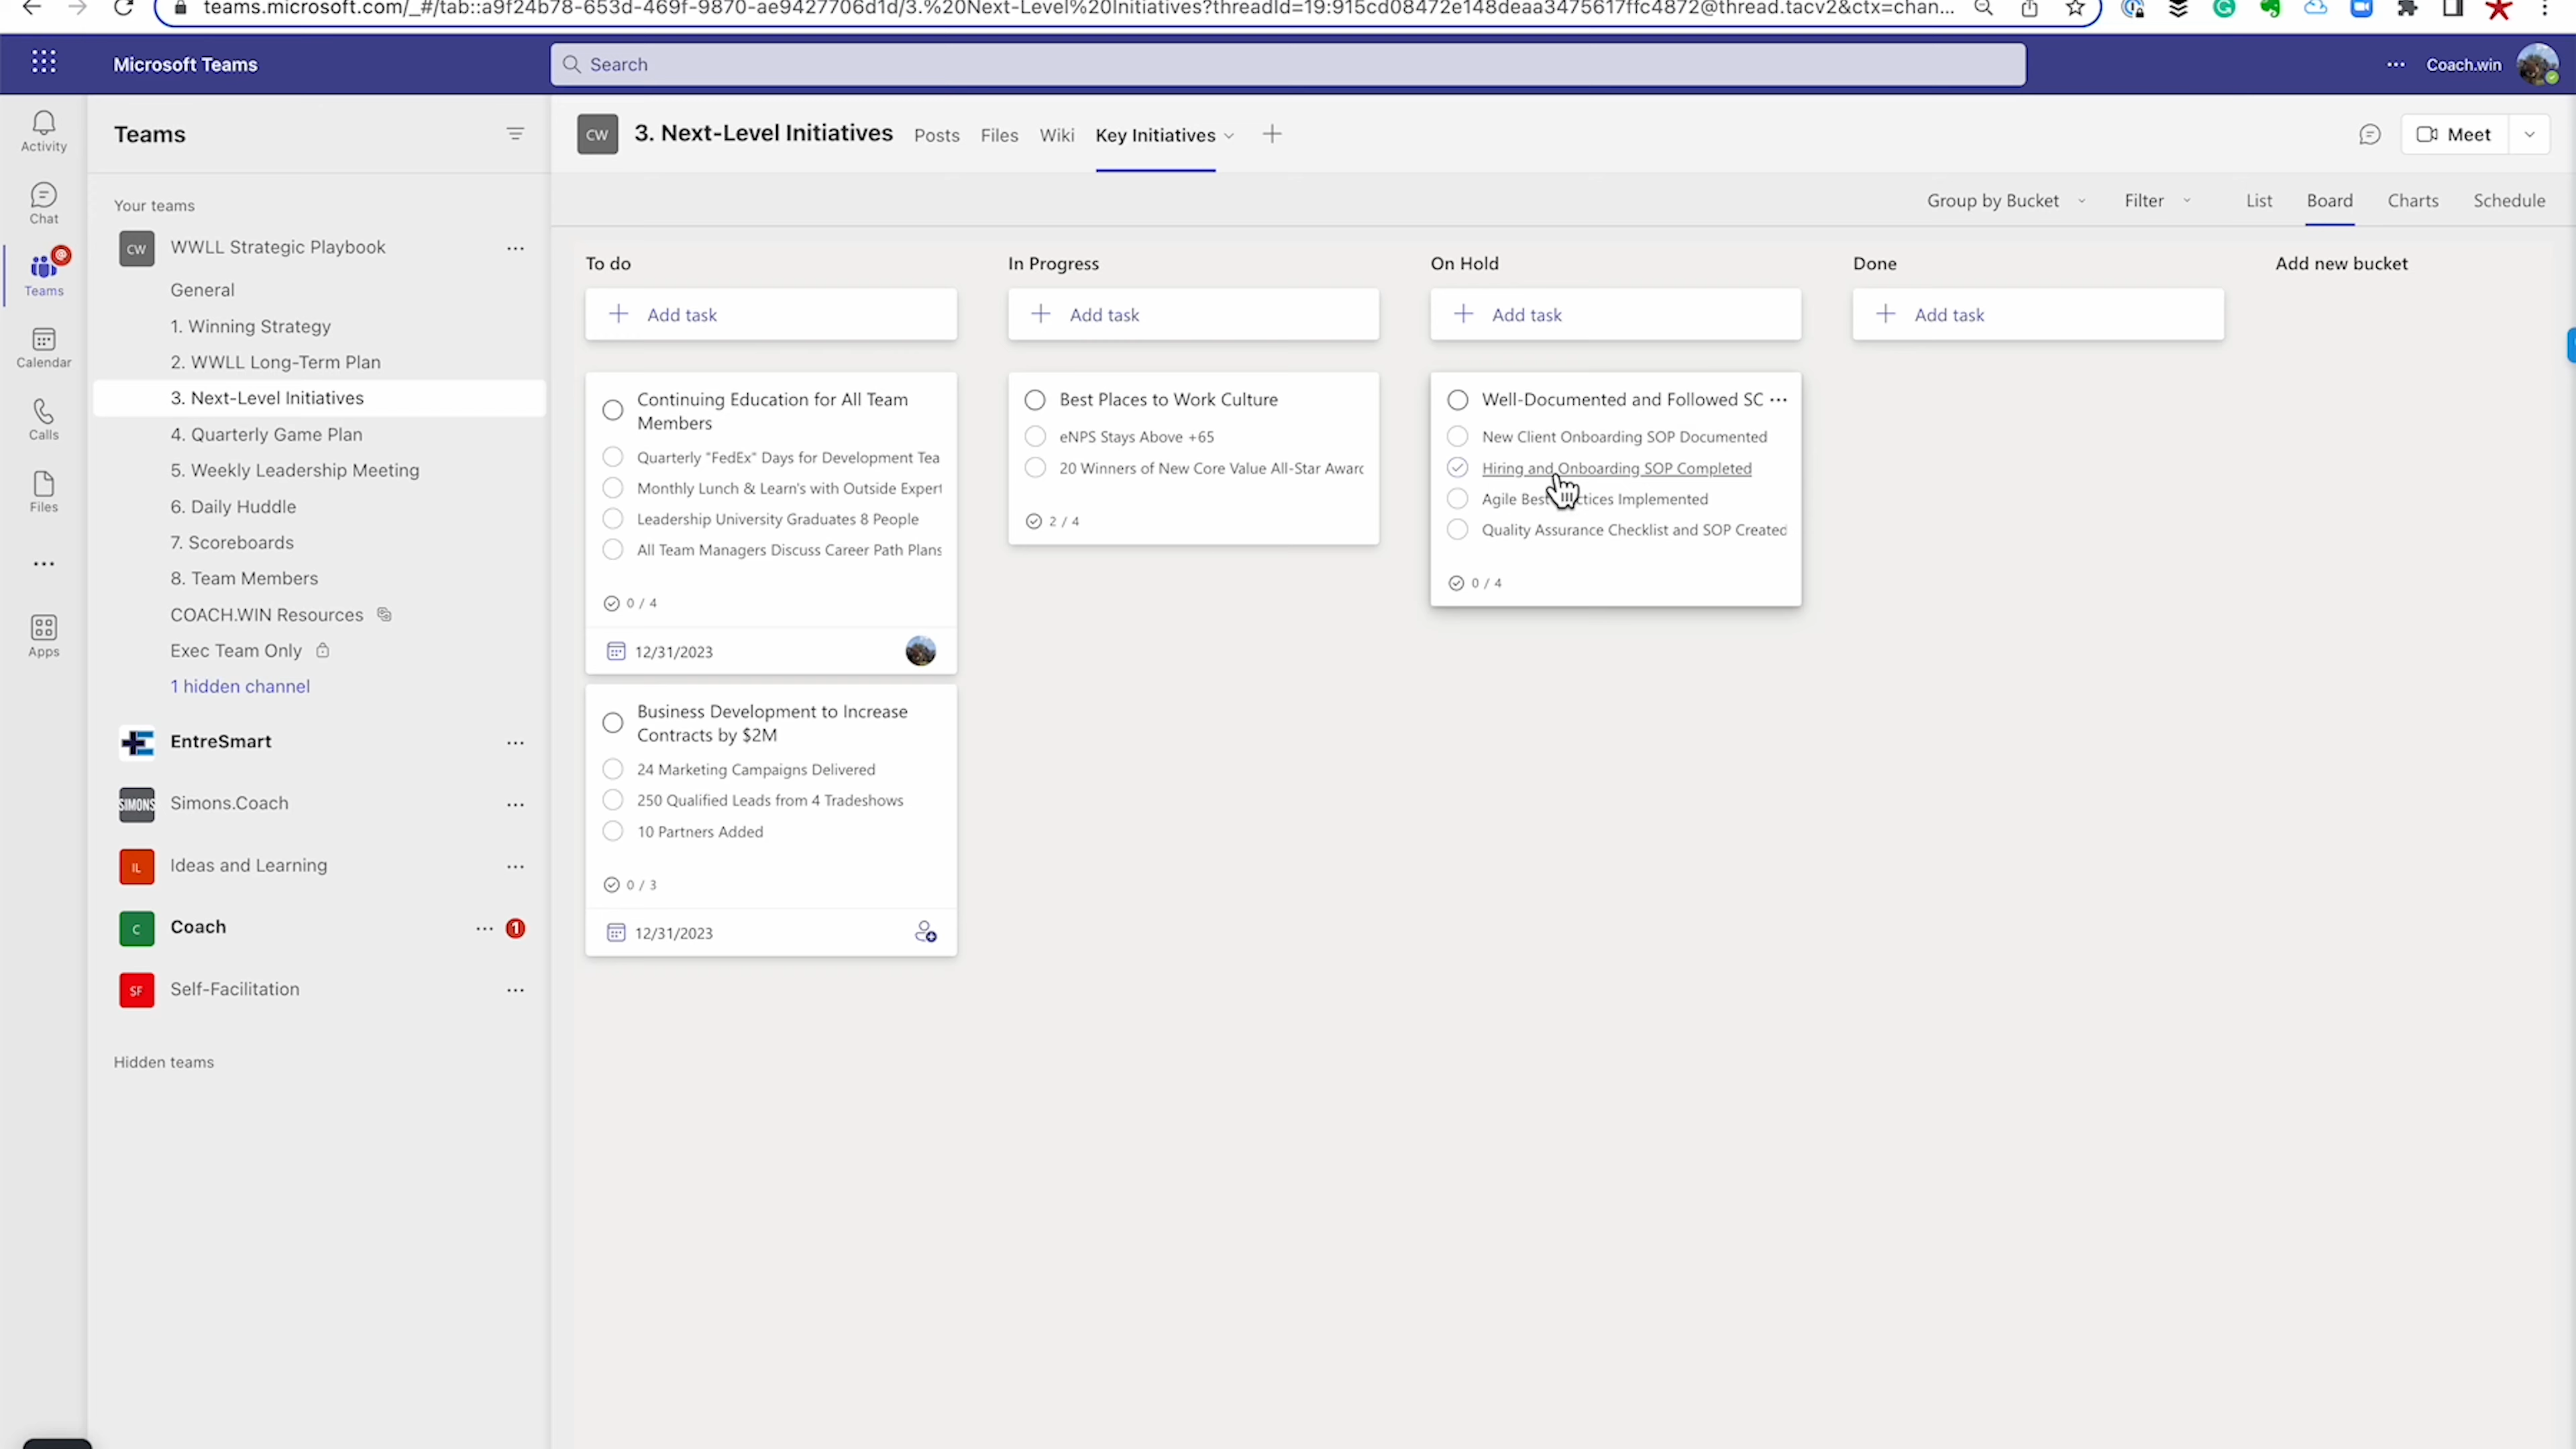 teams.microsoft.com/_#/tab::a9f24b78-653d-469f-9870-ae9427706d1d/3.%20Next-Level%20Initiatives?threadId=19:915cd08472e148deaa3475617ffc4872@thread.tacv2&ctx=chan...
Microsoft Teams
Search
Coach.win
Activity
Chat
Teams
Calendar
Calls
Files
Apps
Teams
Your teams
CW WWLL Strategic Playbook
General
1. Winning Strategy
2. WWLL Long-Term Plan
3. Next-Level Initiatives
4. Quarterly Game Plan
5. Weekly Leadership Meeting
6. Daily Huddle
7. Scoreboards
8. Team Members
COACH.WIN Resources
Exec Team Only
1 hidden channel
EntreSmart
SIMONS Simons.Coach
IL Ideas and Learning
C Coach 1
SF Self-Facilitation
Hidden teams
CW 3. Next-Level Initiatives Posts Files Wiki Key Initiatives
Meet
Group by Bucket Filter List Board Charts Schedule
To do
Add task
Continuing Education for All Team
Members
Quarterly "FedEx" Days for Development Tea
Monthly Lunch & Learn's with Outside Expert
Leadership University Graduates 8 People
All Team Managers Discuss Career Path Plans
0 / 4
12/31/2023
Business Development to Increase
Contracts by $2M
24 Marketing Campaigns Delivered
250 Qualified Leads from 4 Tradeshows
10 Partners Added
0 / 3
12/31/2023
In Progress
Add task
Best Places to Work Culture
eNPS Stays Above +65
20 Winners of New Core Value All-Star Award
2 / 4
On Hold
Add task
Well-Documented and Followed SO
New Client Onboarding SOP Documented
Hiring and Onboarding SOP Completed
Agile Best Practices Implemented
Quality Assurance Checklist and SOP Created
0 / 4
Done
Add task
Add new bucket